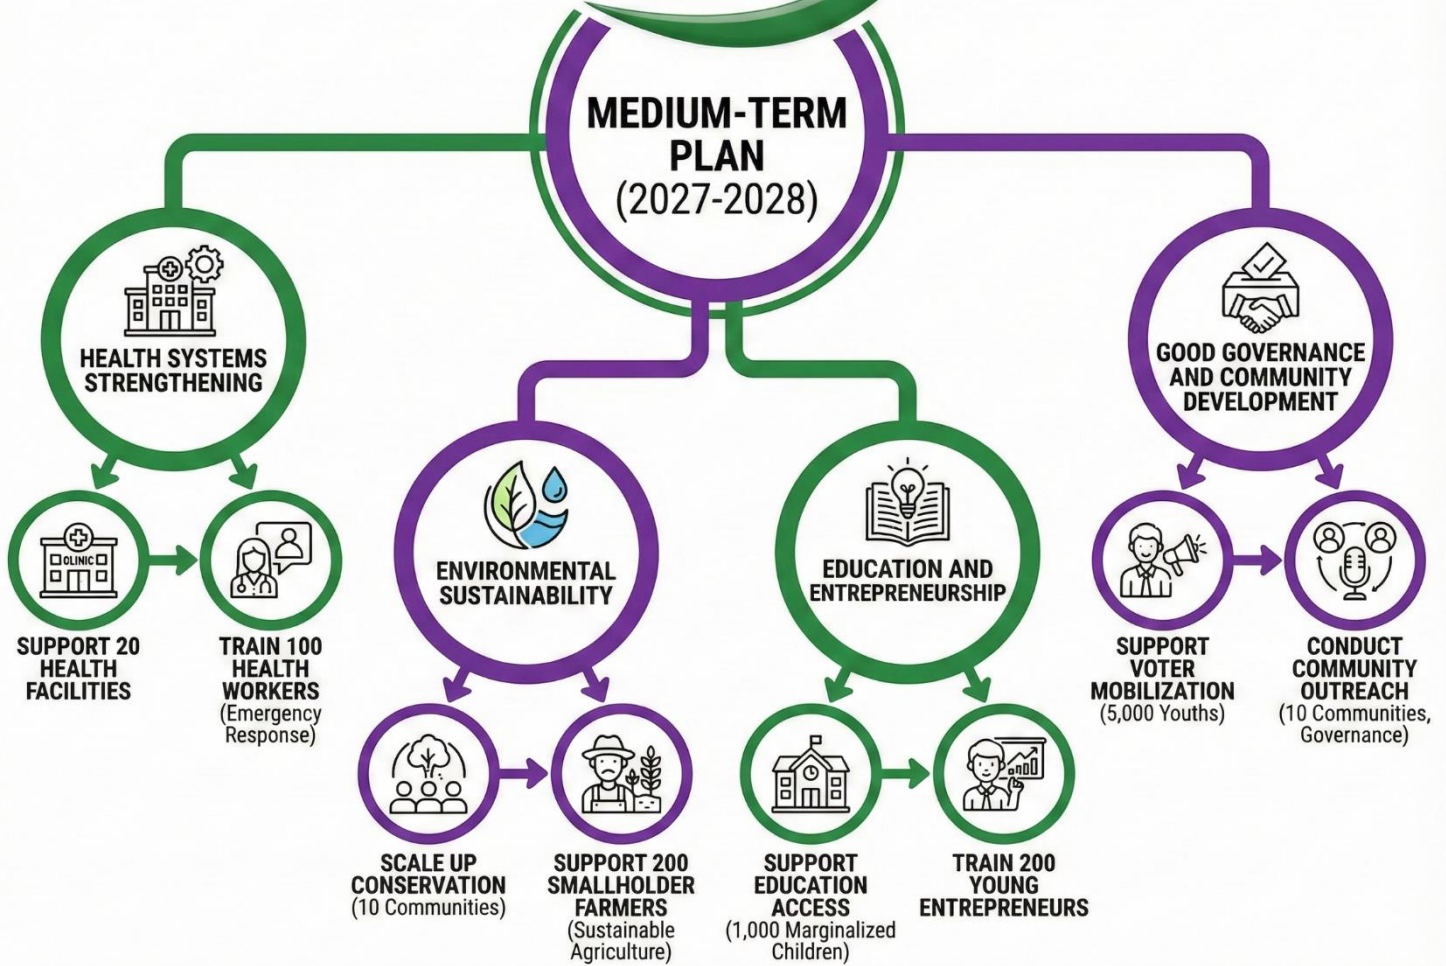 MEDIUM-TERM
PLAN
(2027-2028)
HEALTH SYSTEMS
STRENGTHENING
GOOD GOVERNANCE
AND COMMUNITY
DEVELOPMENT
ENVIRONMENTAL
SUSTAINABILITY
EDUCATION AND
ENTREPRENEURSHIP
CLINIC
SUPPORT 20
HEALTH
FACILITIES
TRAIN 100
HEALTH
WORKERS
(Emergency
Response)
SUPPORT
VOTER
MOBILIZATION
(5,000 Youths)
CONDUCT
COMMUNITY
OUTREACH
(10 Communities,
Governance)
SCALE UP
CONSERVATION
(10 Communities)
SUPPORT 200
SMALLHOLDER
FARMERS
(Sustainable
Agriculture)
SUPPORT
EDUCATION
ACCESS
(1,000 Marginalized
Children)
TRAIN 200
YOUNG
ENTREPRENEURS